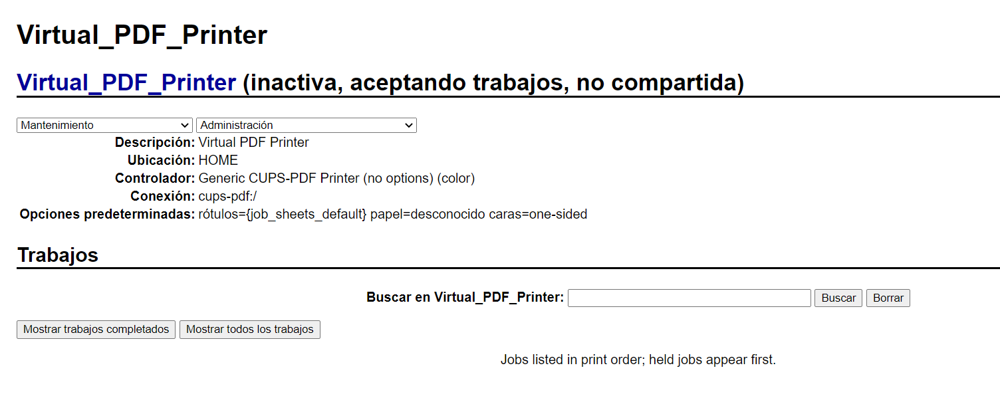 Virtual_PDF_Printer
Virtual_PDF_Printer (inactiva, aceptando trabajos, no compartida)
Mantenimiento Administración
Descripción: Virtual PDF Printer
Ubicación: HOME
Controlador: Generic CUPS-PDF Printer (no options) (color)
Conexión: cups-pdf:/
Opciones predeterminadas: rótulos={job_sheets_default} papel=desconocido caras=one-sided
Trabajos
Buscar en Virtual_PDF_Printer: Buscar Borrar
Mostrar trabajos completados Mostrar todos los trabajos
Jobs listed in print order; held jobs appear first.